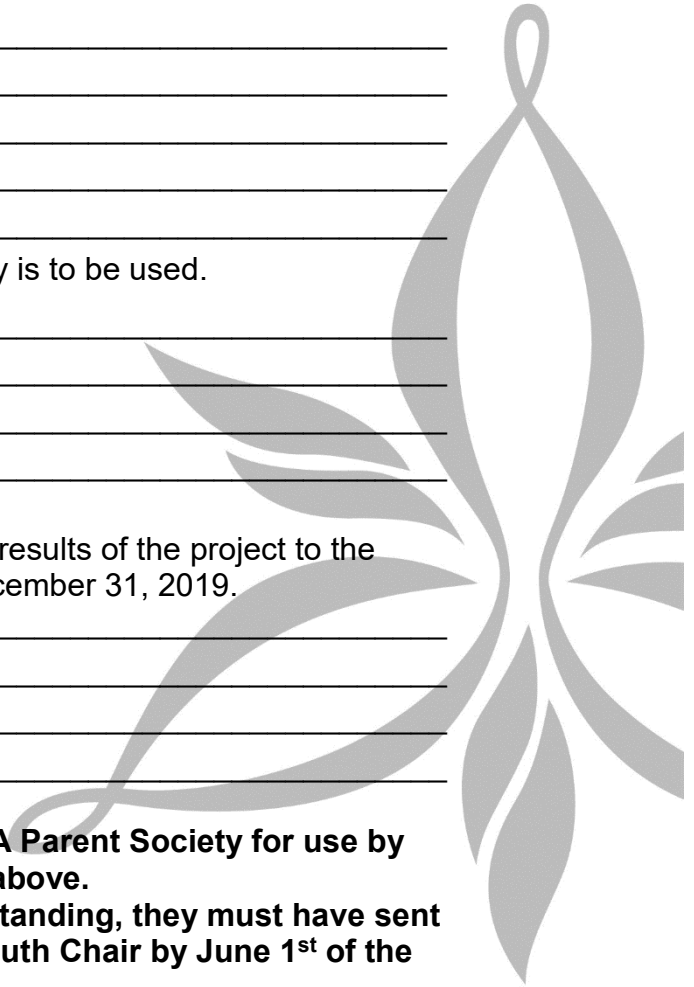 is to be used.
results of the project to the
cember 31, 2019.
A Parent Society for use by
above.
standing, they must have sent
uth Chair by June 1st of the